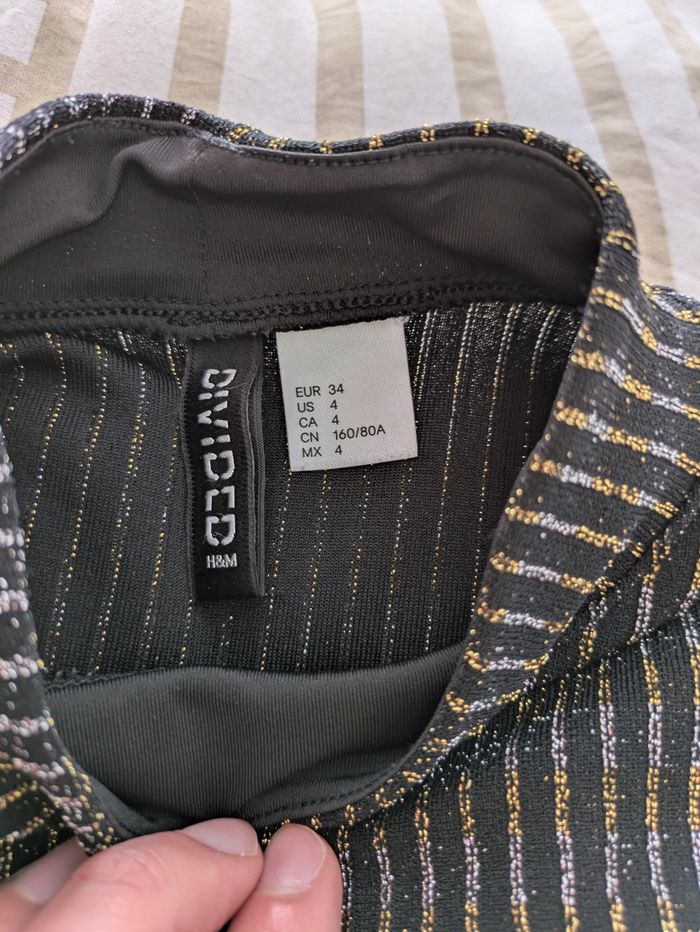 DIVIDED
H&M
EUR 34
US 4
CA 4
CN 160/80A
MX 4